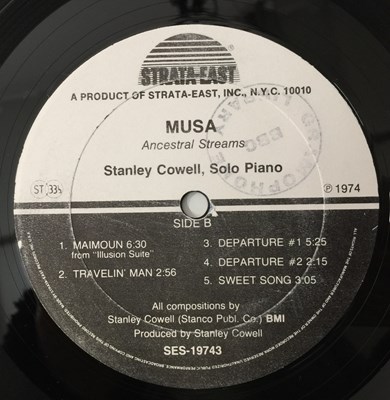 STRATA-EAST
A PRODUCT OF STRATA-EAST, INC., N.Y.C. 10010
MUSA
Ancestral Streams
BBC
GRAMOPHONE LIBRARY
Stanley Cowell, Solo Piano
ST 33⅓
℗ 1974
SIDE B
1. MAIMOUN 6:30
from "Illusion Suite"
2. TRAVELIN' MAN 2:56
3. DEPARTURE #1 5:25
4. DEPARTURE #2 2:15
5. SWEET SONG 3:05
All compositions by
Stanley Cowell (Stanco Publ. Co.) BMI
Produced by Stanley Cowell
SES-19743